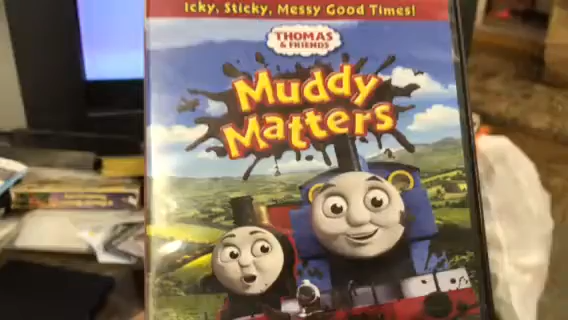 Icky, Sticky, Messy Good Times!
THOMAS
& FRIENDS
Muddy
Matters